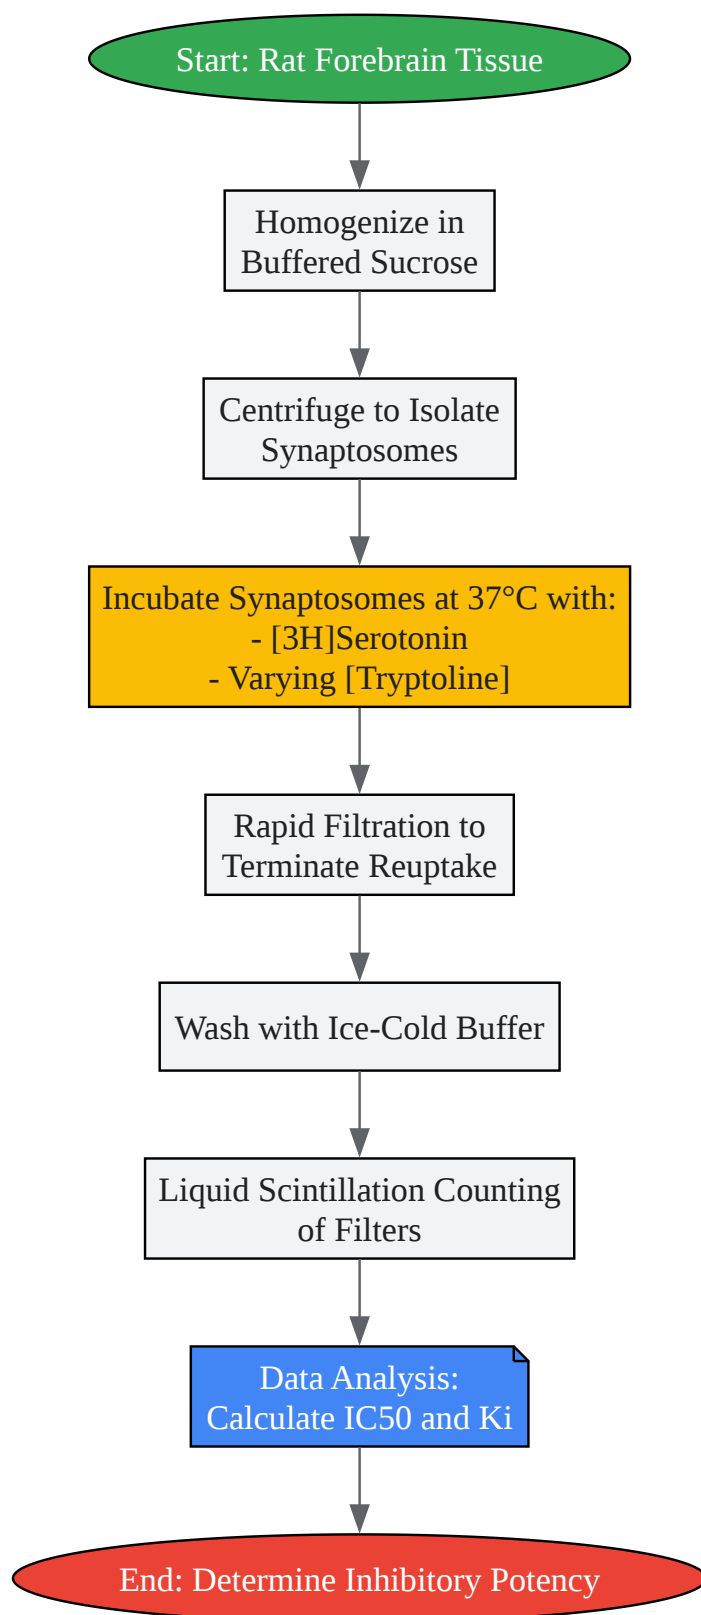 Start: Rat Forebrain Tissue
Homogenize in
Buffered Sucrose
Centrifuge to Isolate
Synaptosomes
Incubate Synaptosomes at 37°C with:
- [3H]Serotonin
- Varying [Tryptoline]
Rapid Filtration to
Terminate Reuptake
Wash with Ice-Cold Buffer
Liquid Scintillation Counting
of Filters
Data Analysis:
Calculate IC50 and Ki
End: Determine Inhibitory Potency